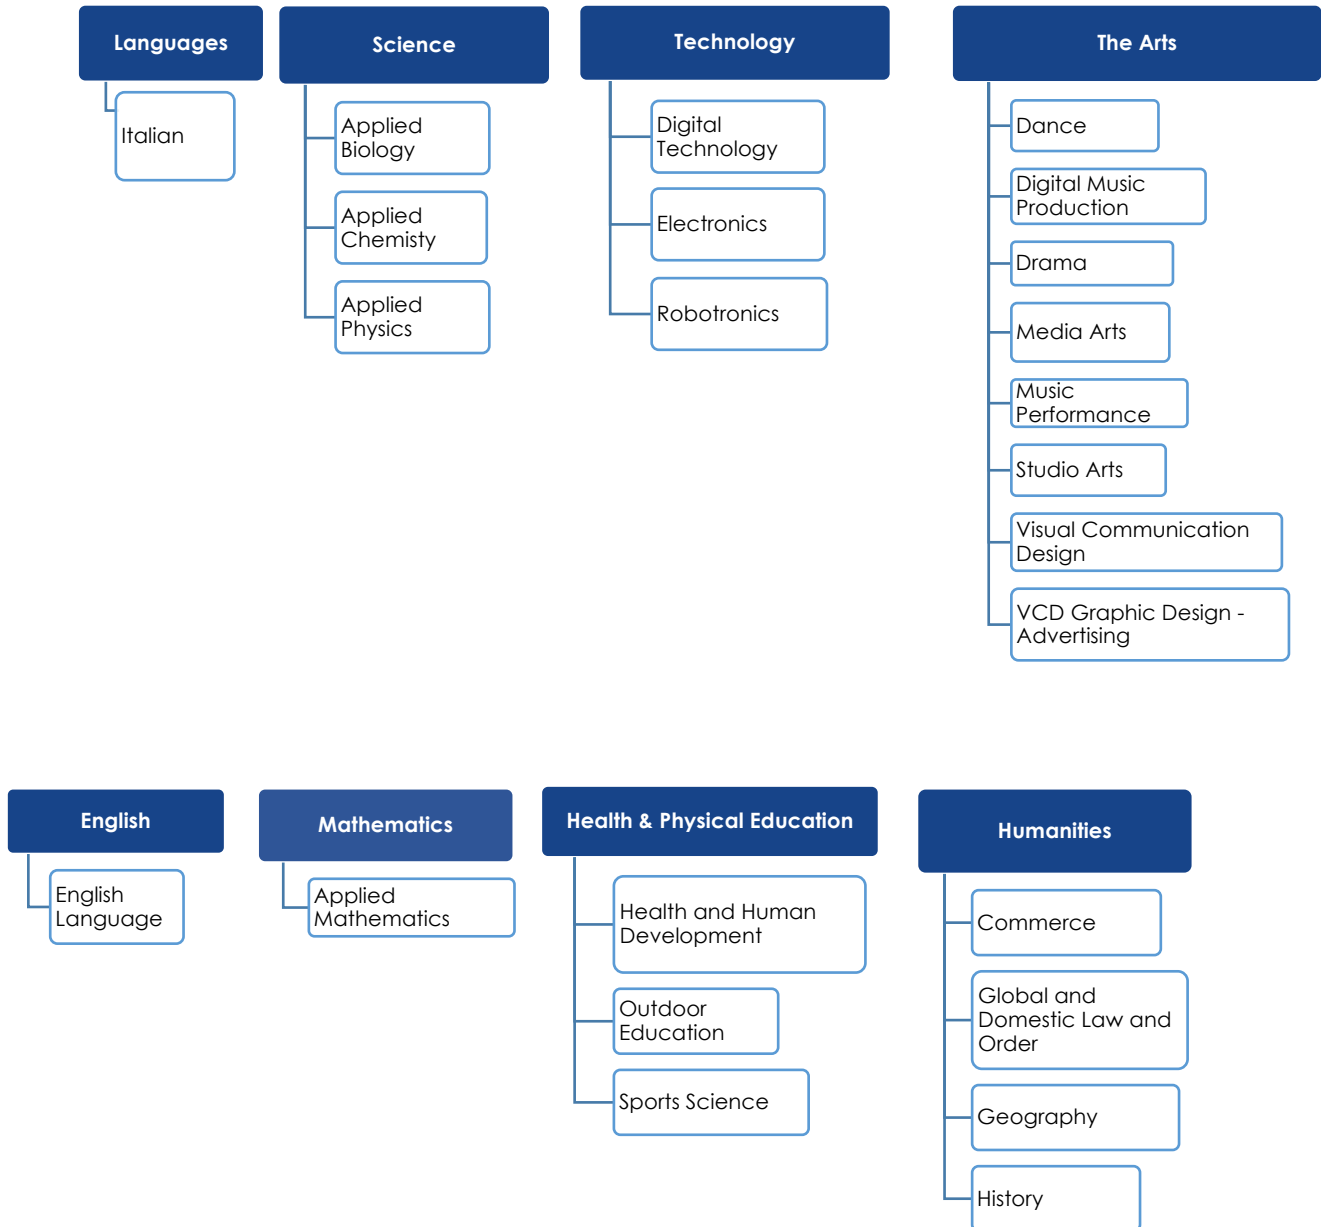 Languages
Italian
Science
Applied
Biology
Applied
Chemisty
Applied
Physics
Technology
Digital
Technology
Electronics
Robotronics
The Arts
Dance
Digital Music
Production
Drama
Media Arts
Music
Performance
Studio Arts
Visual Communication
Design
VCD Graphic Design -
Advertising
English
English
Language
Mathematics
Applied
Mathematics
Health & Physical Education
Health and Human
Development
Outdoor
Education
Sports Science
Humanities
Commerce
Global and
Domestic Law and
Order
Geography
History